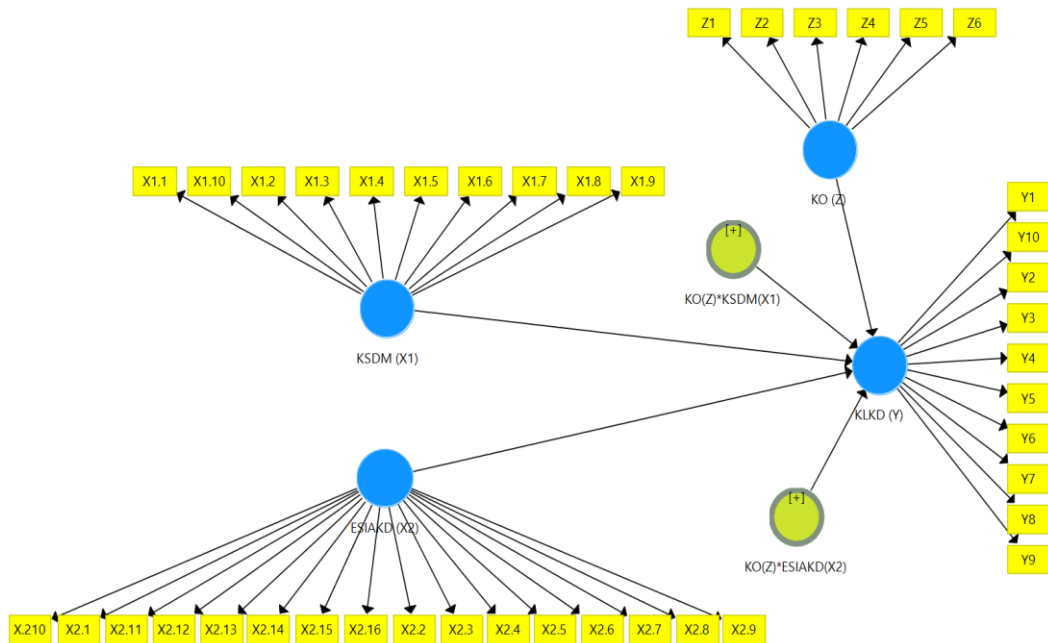 Z1 Z2 Z3 Z4 Z5 Z6
KO (Z)
X1.1 X1.10 X1.2 X1.3 X1.4 X1.5 X1.6 X1.7 X1.8 X1.9
KSDM (X1)
[+]
KO(Z)*KSDM(X1)
Y1
Y10
Y2
Y3
Y4
Y5
Y6
Y7
Y8
Y9
KLKD (Y)
ESIAKD (X2)
[+]
KO(Z)*ESIAKD(X2)
X.210 X2.1 X2.11 X2.12 X2.13 X2.14 X2.15 X2.16 X2.2 X2.3 X2.4 X2.5 X2.6 X2.7 X2.8 X2.9